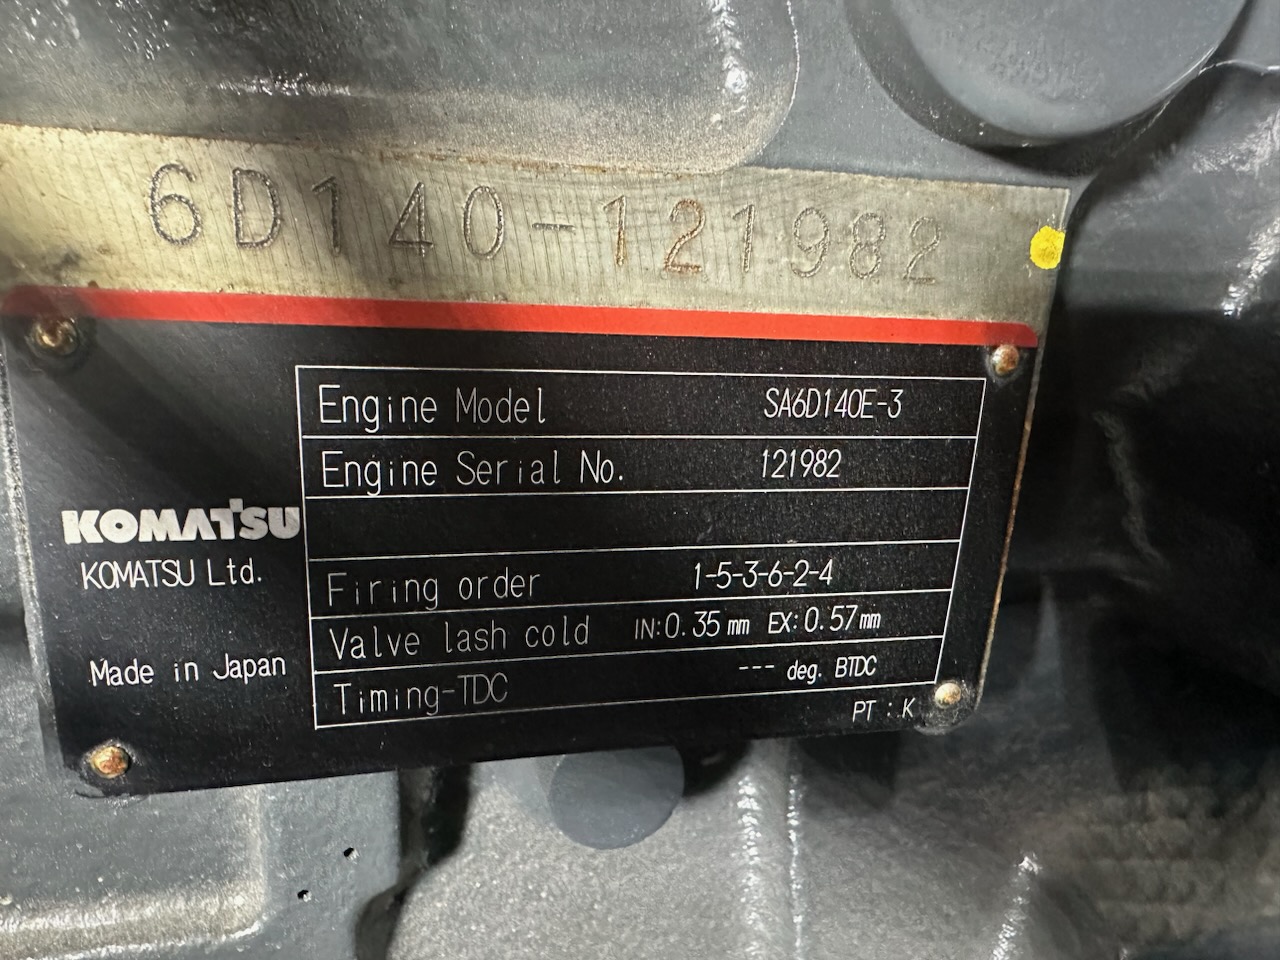 6D140-121982
Engine Model SA6D140E-3
Engine Serial No. 121982
KOMATSU
KOMATSU Ltd.
Firing order 1-5-3-6-2-4
Valve lash cold IN:0.35 mm EX:0.57mm
Made in Japan
Timing-TDC --- deg. BTDC
PT : K